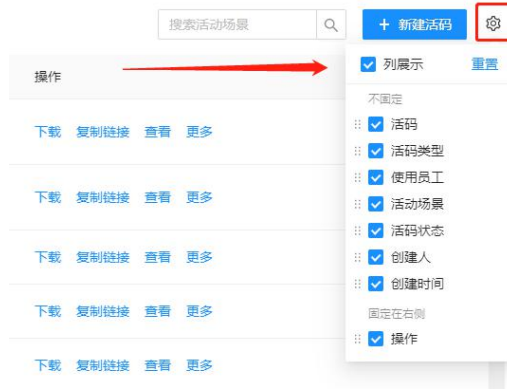 搜索活动场景
+ 新建活码
操作
列展示 重置
不固定
活码
下载 复制链接 查看 更多
活码类型
使用员工
下载 复制链接 查看 更多
活动场景
活码状态
下载 复制链接 查看 更多
创建人
创建时间
下载 复制链接 查看 更多
固定在右侧
操作
下载 复制链接 查看 更多